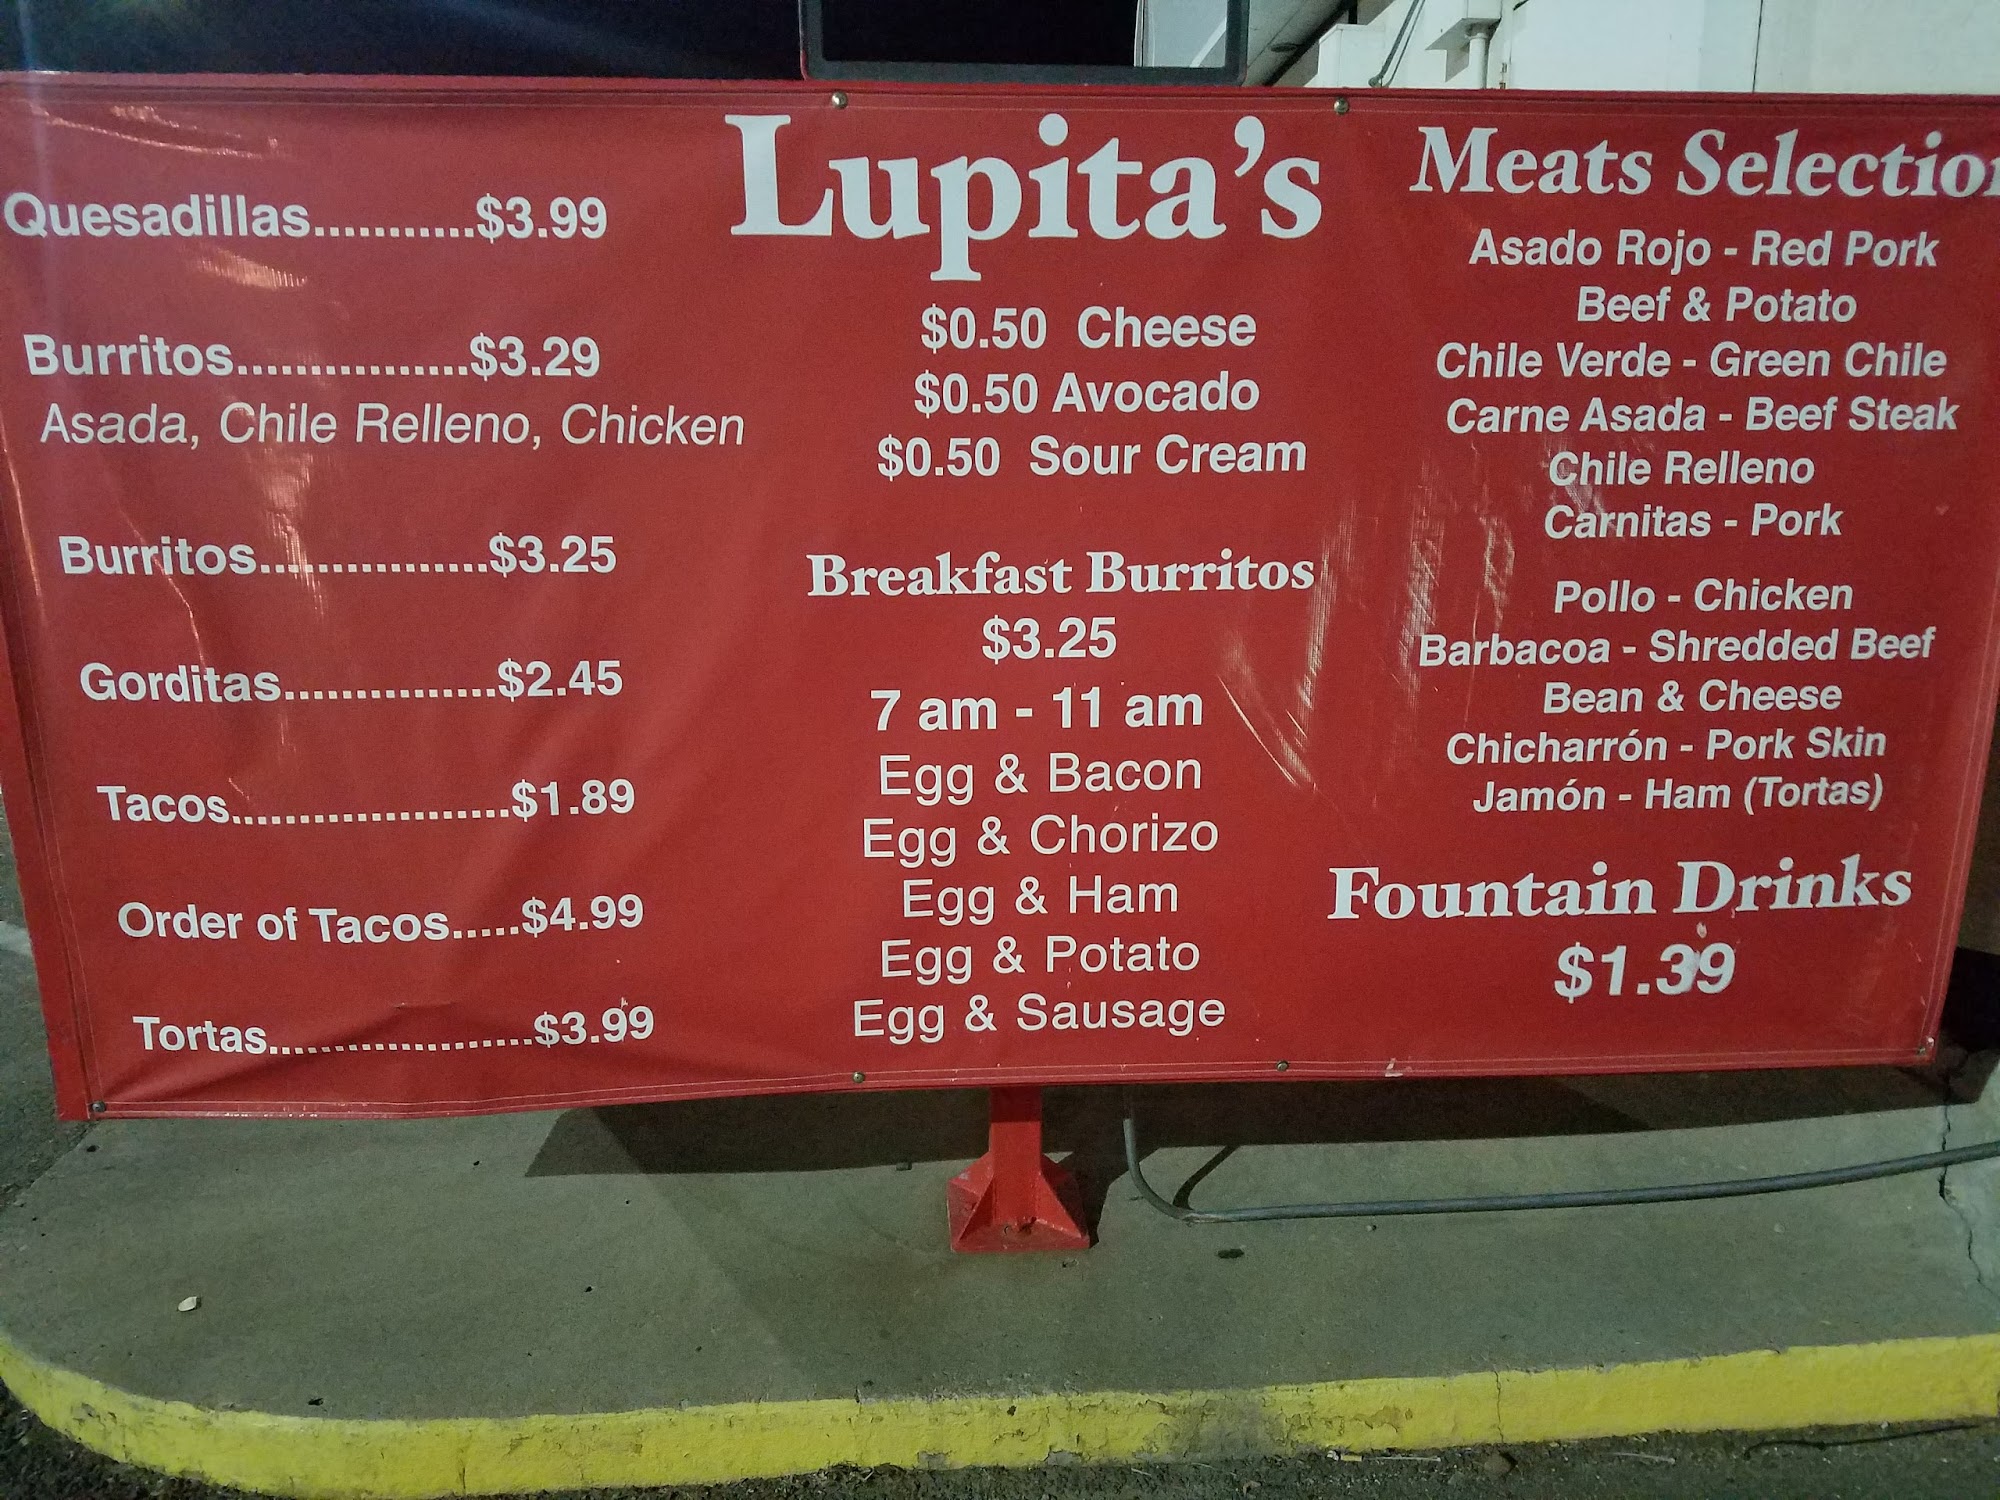 Quesadillas...........$3.99
Burritos................$3.29
Asada, Chile Relleno, Chicken
Burritos................$3.25
Gorditas...............$2.45
Tacos.....................$1.89
Order of Tacos.....$4.99
Tortas....................$3.99
Lupita's
$0.50 Cheese
$0.50 Avocado
$0.50 Sour Cream
Breakfast Burritos
$3.25
7 am - 11 am
Egg & Bacon
Egg & Chorizo
Egg & Ham
Egg & Potato
Egg & Sausage
Meats Selection
Asado Rojo - Red Pork
Beef & Potato
Chile Verde - Green Chile
Carne Asada - Beef Steak
Chile Relleno
Carnitas - Pork
Pollo - Chicken
Barbacoa - Shredded Beef
Bean & Cheese
Chicharrón - Pork Skin
Jamón - Ham (Tortas)
Fountain Drinks
$1.39